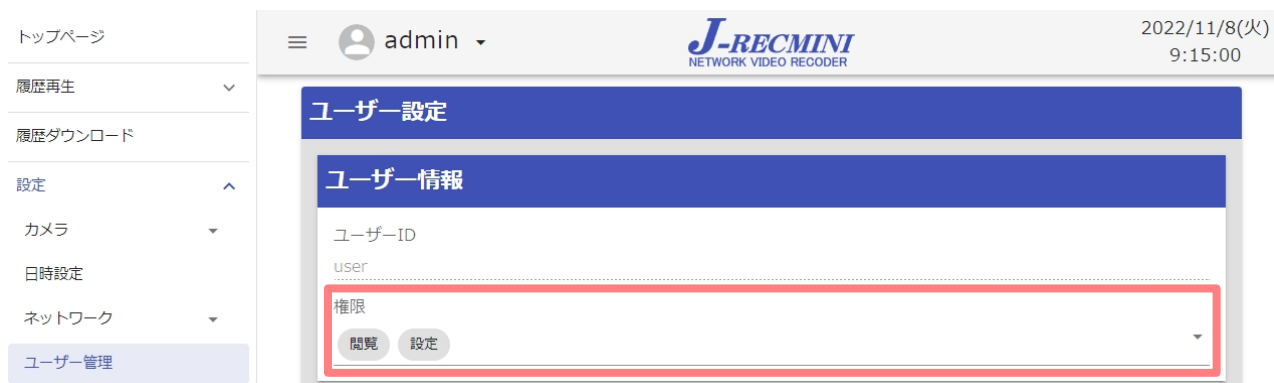 トップページ
履歴再生
履歴ダウンロード
設定
カメラ
日時設定
ネットワーク
ユーザー管理
admin
J-RECMINI
NETWORK VIDEO RECODER
2022/11/8(火)
9:15:00
ユーザー設定
ユーザー情報
ユーザーID
user
権限
閲覧 設定